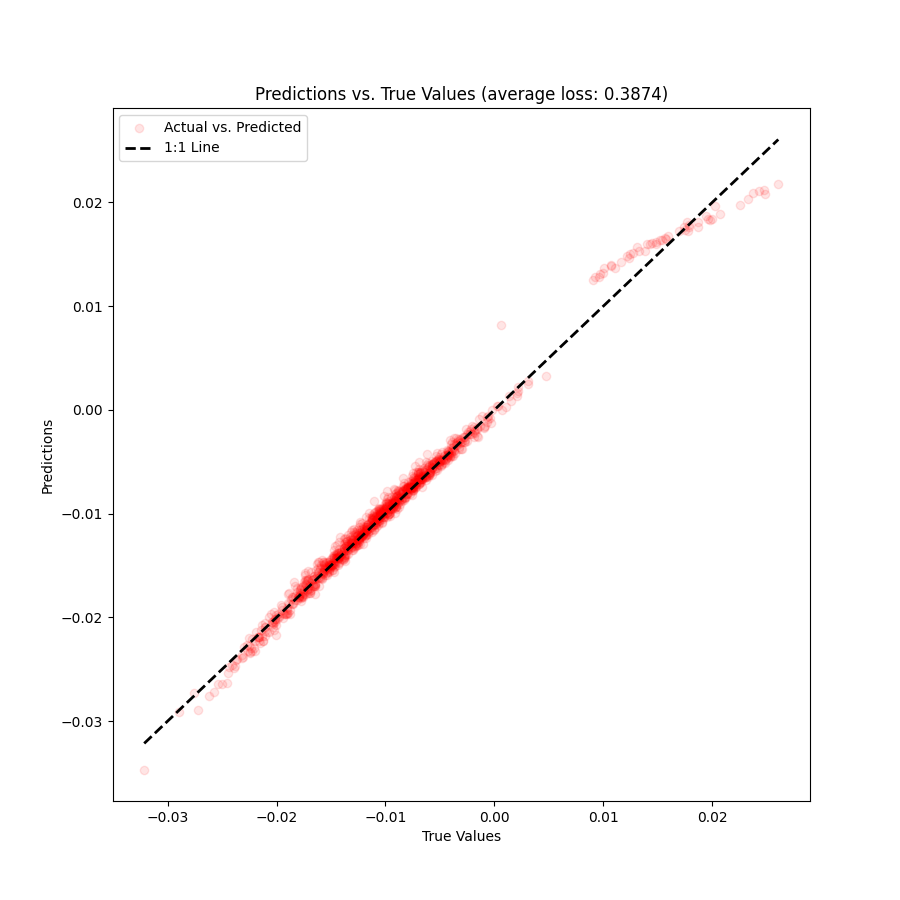 Predictions vs. True Values (average loss: 0.3874)
Actual vs. Predicted
1:1 Line
0.02
0.01
0.00
−0.01
−0.02
−0.03
Predictions
−0.03 −0.02 −0.01 0.00 0.01 0.02
True Values